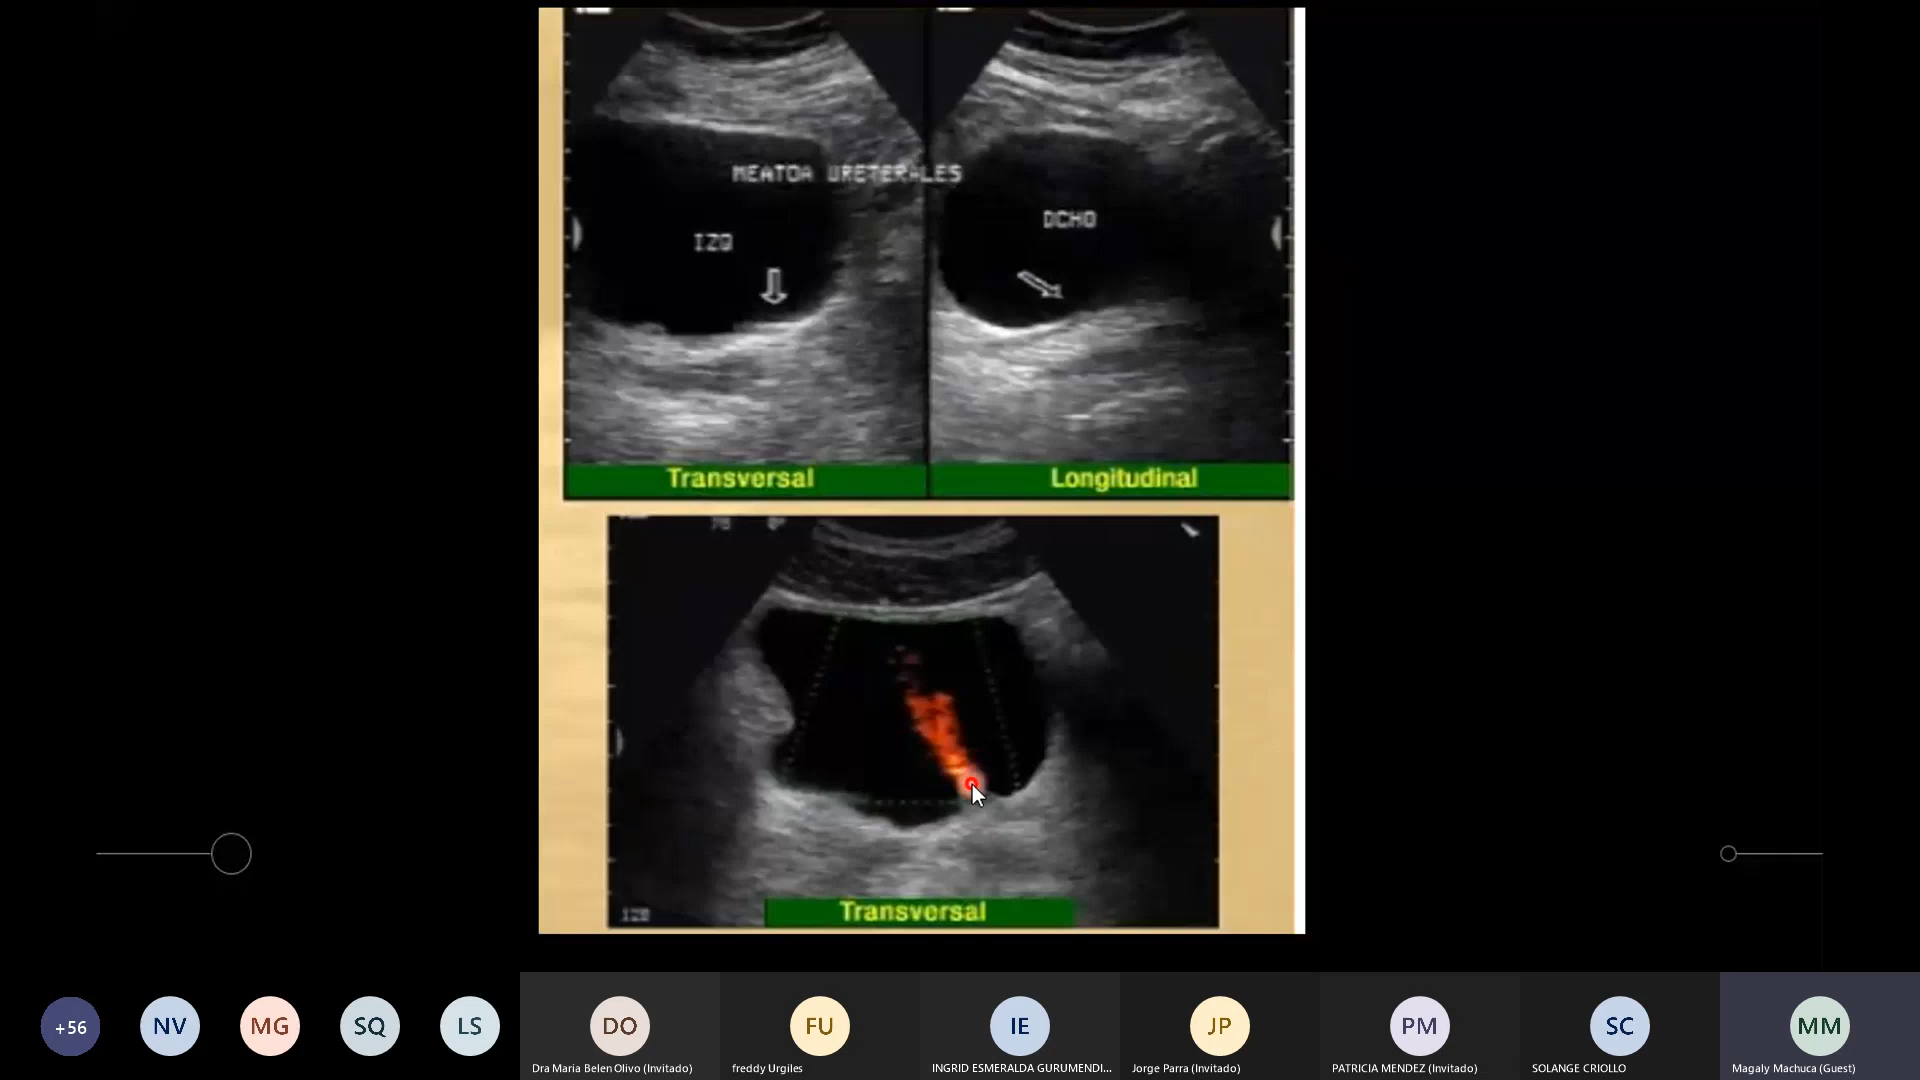 MEATOA URETERALES
IZQ
DCHO
Transversal
Longitudinal
IZQ
Transversal
+56
NV
MG
SQ
LS
DO
FU
IE
JP
PM
SC
MM
Dra Maria Belen Olivo (Invitado)
freddy Urgiles
INGRID ESMERALDA GURUMENDI...
Jorge Parra (Invitado)
PATRICIA MENDEZ (Invitado)
SOLANGE CRIOLLO
Magaly Machuca (Guest)